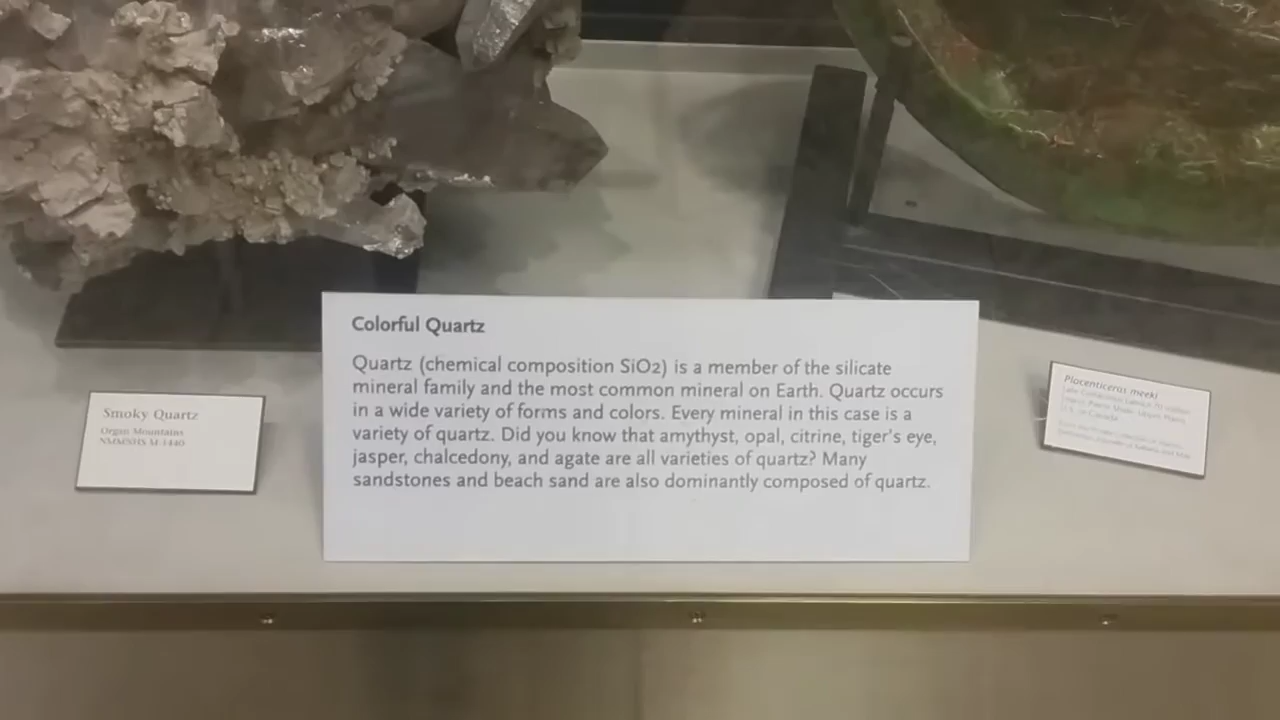 Colorful Quartz
Quartz (chemical composition SiO2) is a member of the silicate
mineral family and the most common mineral on Earth. Quartz occurs
in a wide variety of forms and colors. Every mineral in this case is a
variety of quartz. Did you know that amythyst, opal, citrine, tiger's eye,
jasper, chalcedony, and agate are all varieties of quartz? Many
sandstones and beach sand are also dominantly composed of quartz.
Smoky Quartz
Organ Mountains
NMMNHS M-1440
Placenticeras meeki